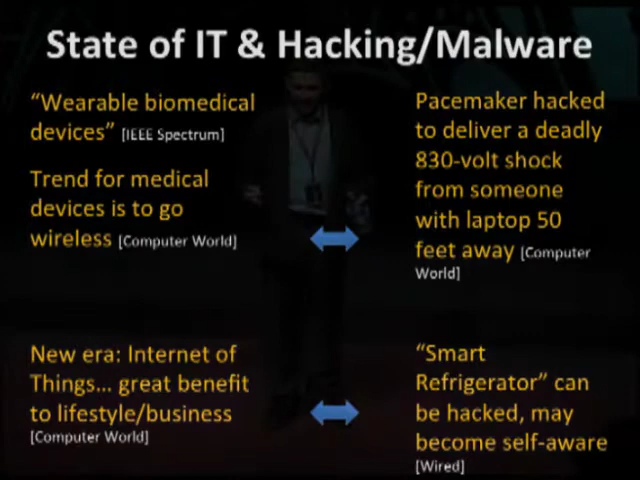 State of IT & Hacking/Malware
“Wearable biomedical
devices” [IEEE Spectrum]
Trend for medical
devices is to go
wireless [Computer World]
Pacemaker hacked
to deliver a deadly
830-volt shock
from someone
with laptop 50
feet away [Computer
World]
New era: Internet of
Things... great benefit
to lifestyle/business
[Computer World]
“Smart
Refrigerator” can
be hacked, may
become self-aware
[Wired]